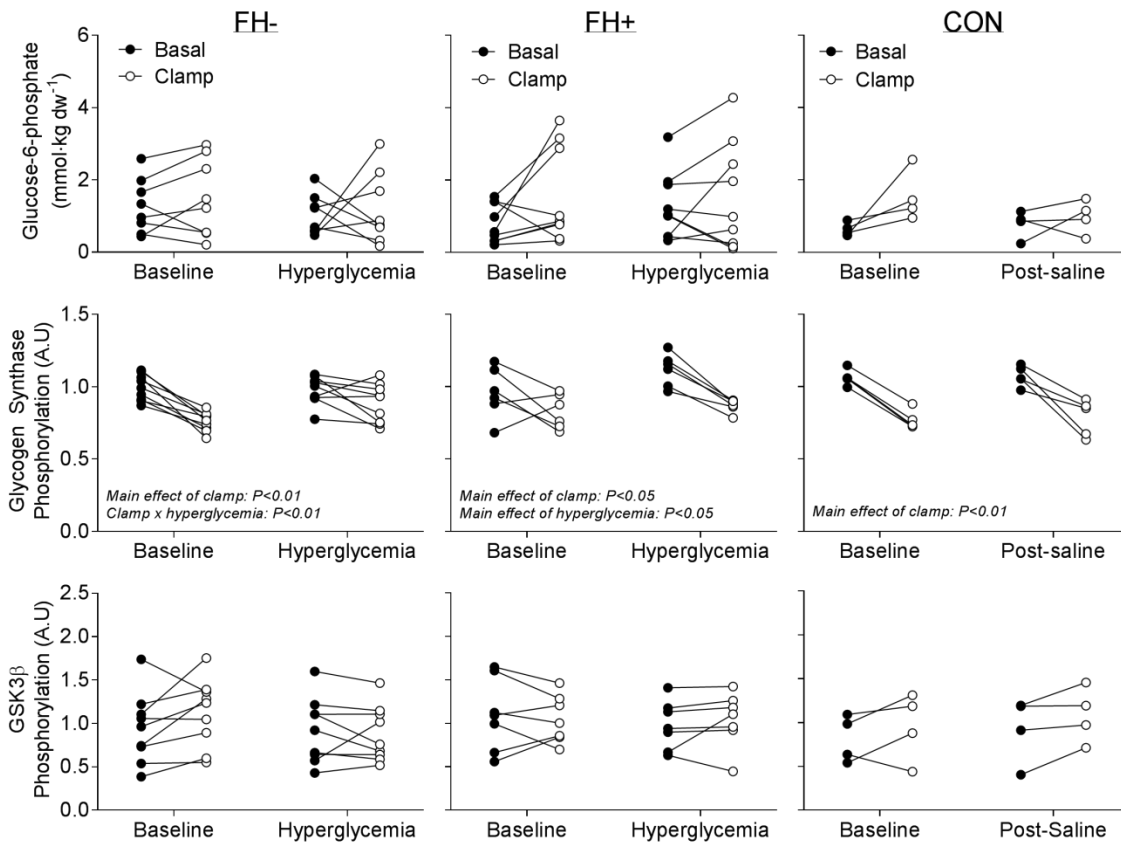 FH-
FH+
CON
Glucose-6-phosphate
(mmol·kg dw⁻¹)
6
4
2
0
Basal
Clamp
Baseline
Hyperglycemia
Basal
Clamp
Baseline
Hyperglycemia
Basal
Clamp
Baseline
Post-saline
Glycogen Synthase
Phosphorylation (A.U)
1.5
1.0
0.5
0.0
Main effect of clamp: P<0.01
Clamp x hyperglycemia: P<0.01
Baseline
Hyperglycemia
Main effect of clamp: P<0.05
Main effect of hyperglycemia: P<0.05
Baseline
Hyperglycemia
Main effect of clamp: P<0.01
Baseline
Post-saline
GSK3β
Phosphorylation (A.U)
2.5
2.0
1.5
1.0
0.5
0.0
Baseline
Hyperglycemia
Baseline
Hyperglycemia
Baseline
Post-Saline